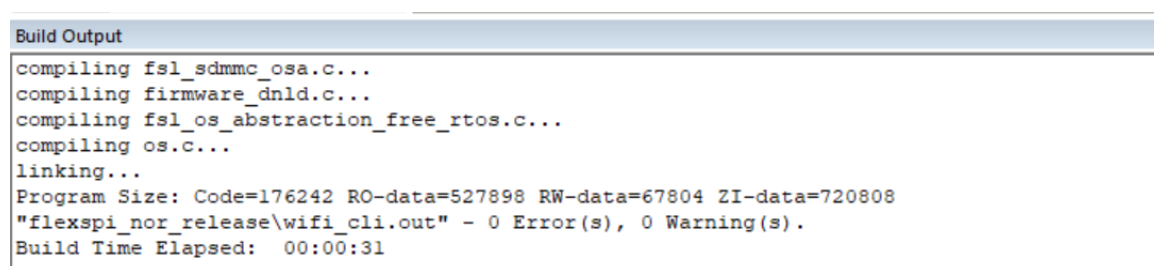 Build Output
compiling fsl_sdmmc_osa.c...
compiling firmware_dnld.c...
compiling fsl_os_abstraction_free_rtos.c...
compiling os.c...
linking...
Program Size: Code=176242 RO-data=527898 RW-data=67804 ZI-data=720808
"flexspi_nor_release\wifi_cli.out" - 0 Error(s), 0 Warning(s).
Build Time Elapsed:  00:00:31